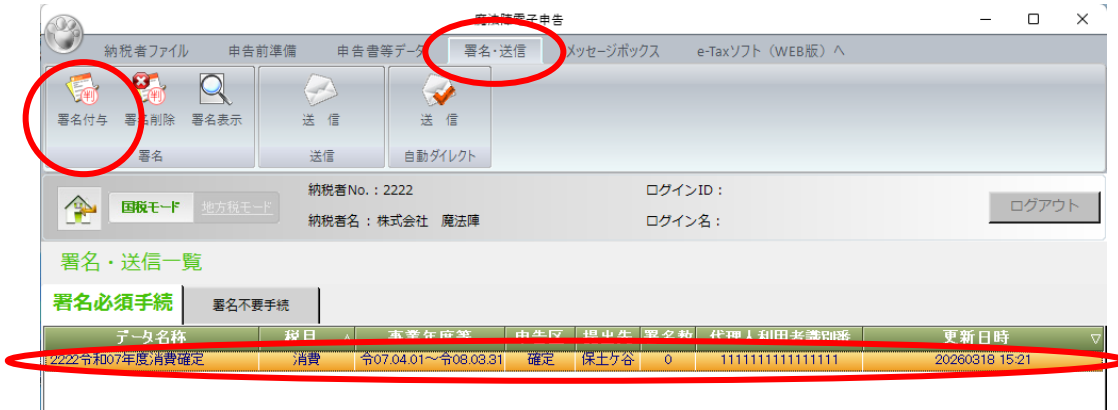 魔法陣電子申告
納税者ファイル 申告前準備 申告書等データ 署名・送信 メッセージボックス e-Taxソフト（WEB版）へ
署名付与 署名削除 署名表示 送 信 送 信
署名 送信 自動ダイレクト
国税モード 地方税モード
納税者No.：2222 ログインID：
納税者名 ：株式会社 魔法陣 ログイン名：
ログアウト
署名・送信一覧
署名必須手続 署名不要手続
データ名称 税目 △ 事業年度等 申告区 提出先 署名数 代理人利用者識別番 更新日時 ▽
2222令和07年度消費確定 消費 令07.04.01～令08.03.31 確定 保土ケ谷 0 1111111111111111 20260318 15:21